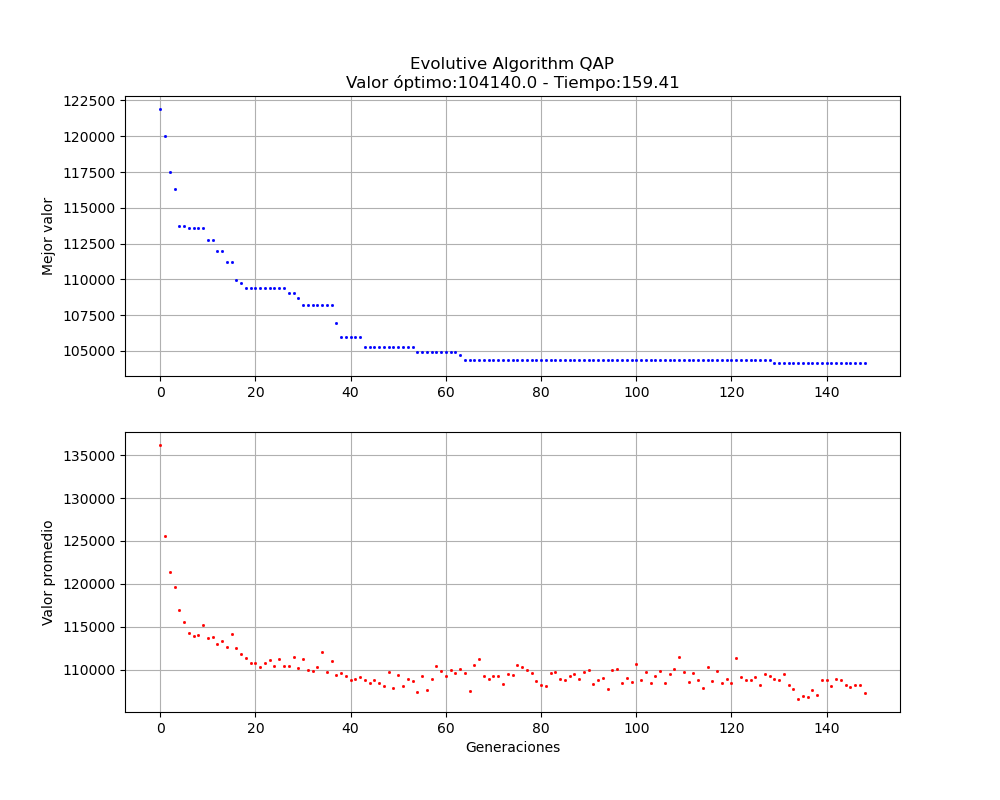 Evolutive Algorithm QAP
Valor óptimo:104140.0 - Tiempo:159.41
Mejor valor
122500
120000
117500
115000
112500
110000
107500
105000
0 20 40 60 80 100 120 140
Valor promedio
135000
130000
125000
120000
115000
110000
0 20 40 60 80 100 120 140
Generaciones